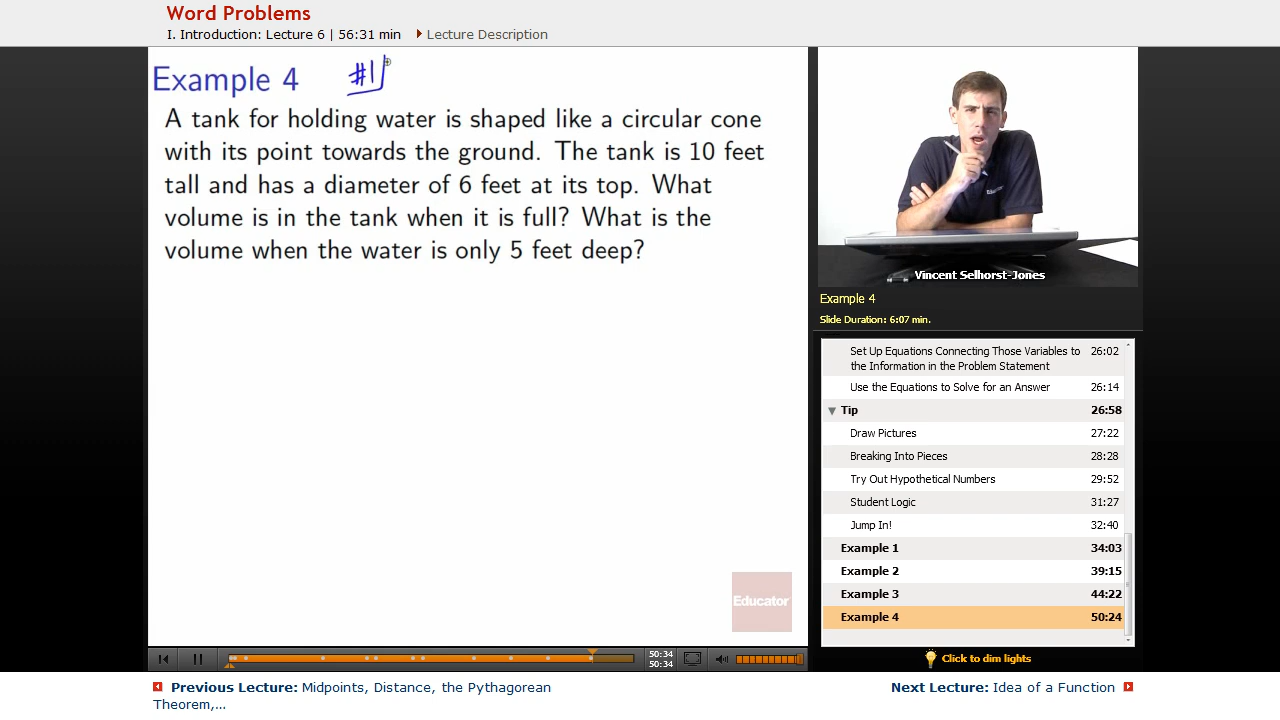 Word Problems
I. Introduction: Lecture 6 | 56:31 min
Lecture Description
Example 4 #1
A tank for holding water is shaped like a circular cone
with its point towards the ground. The tank is 10 feet
tall and has a diameter of 6 feet at its top. What
volume is in the tank when it is full? What is the
volume when the water is only 5 feet deep?
Educator
Vincent Selhorst-Jones
Example 4
Slide Duration: 6:07 min.
Set Up Equations Connecting Those Variables to 26:02
the Information in the Problem Statement
Use the Equations to Solve for an Answer 26:14
Tip 26:58
Draw Pictures 27:22
Breaking Into Pieces 28:28
Try Out Hypothetical Numbers 29:52
Student Logic 31:27
Jump In! 32:40
Example 1 34:03
Example 2 39:15
Example 3 44:22
Example 4 50:24
50:34
50:34
Click to dim lights
Previous Lecture: Midpoints, Distance, the Pythagorean
Theorem,...
Next Lecture: Idea of a Function